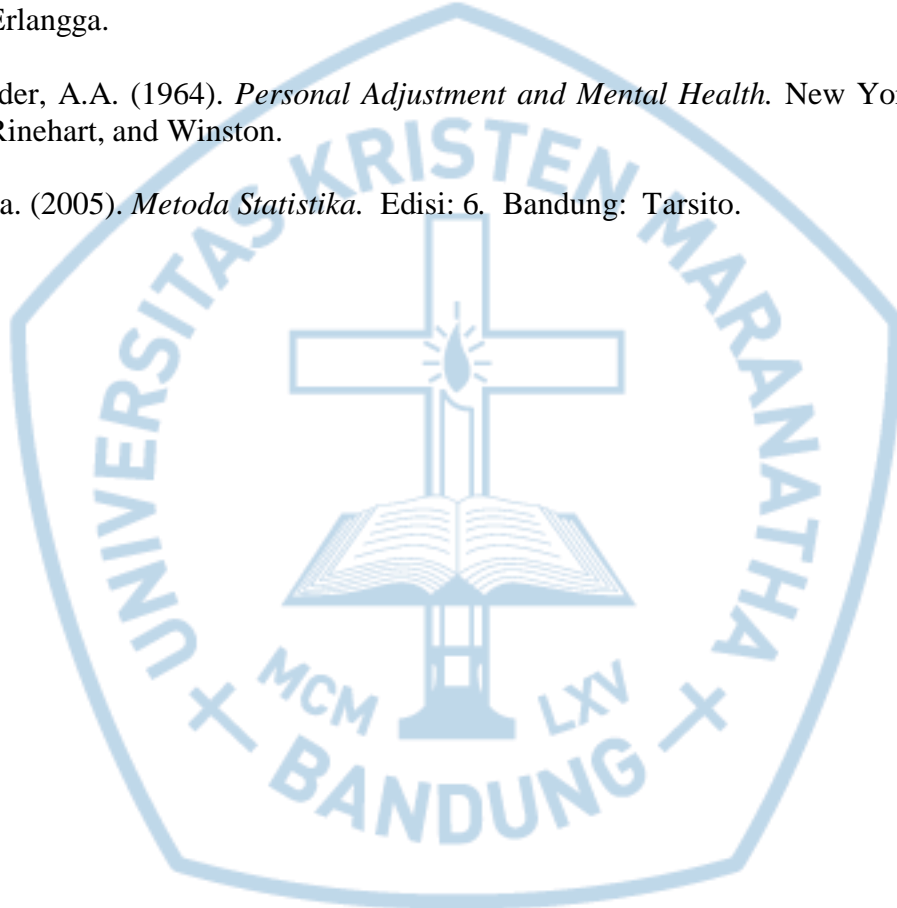 Erlangga.
der, A.A. (1964). Personal Adjustment and Mental Health. New Yor
Rinehart, and Winston.
a. (2005). Metoda Statistika. Edisi: 6. Bandung: Tarsito.
UNIVERSITAS KRISTEN MARANATHA
MCM LXV
BANDUNG